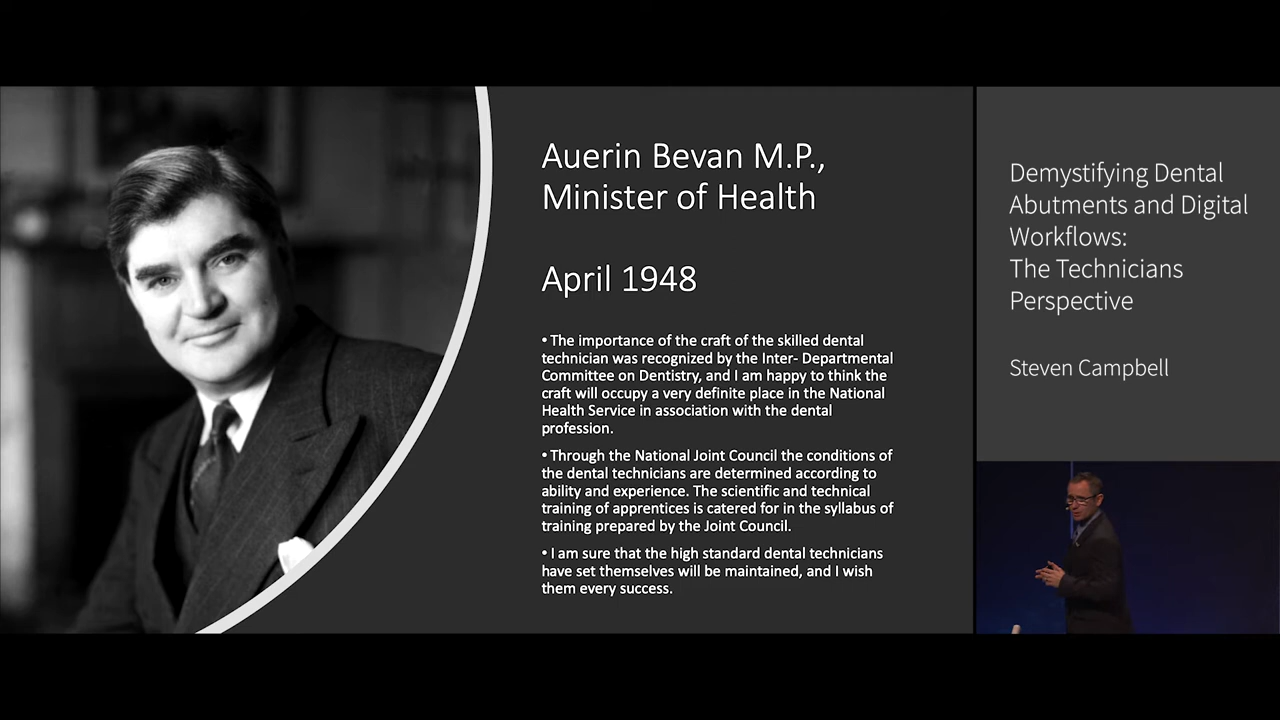 Auerin Bevan M.P.,
Minister of Health
April 1948
• The importance of the craft of the skilled dental
technician was recognized by the Inter- Departmental
Committee on Dentistry, and I am happy to think the
craft will occupy a very definite place in the National
Health Service in association with the dental
profession.
• Through the National Joint Council the conditions of
the dental technicians are determined according to
ability and experience. The scientific and technical
training of apprentices is catered for in the syllabus of
training prepared by the Joint Council.
• I am sure that the high standard dental technicians
have set themselves will be maintained, and I wish
them every success.
Demystifying Dental
Abutments and Digital
Workflows:
The Technicians
Perspective
Steven Campbell